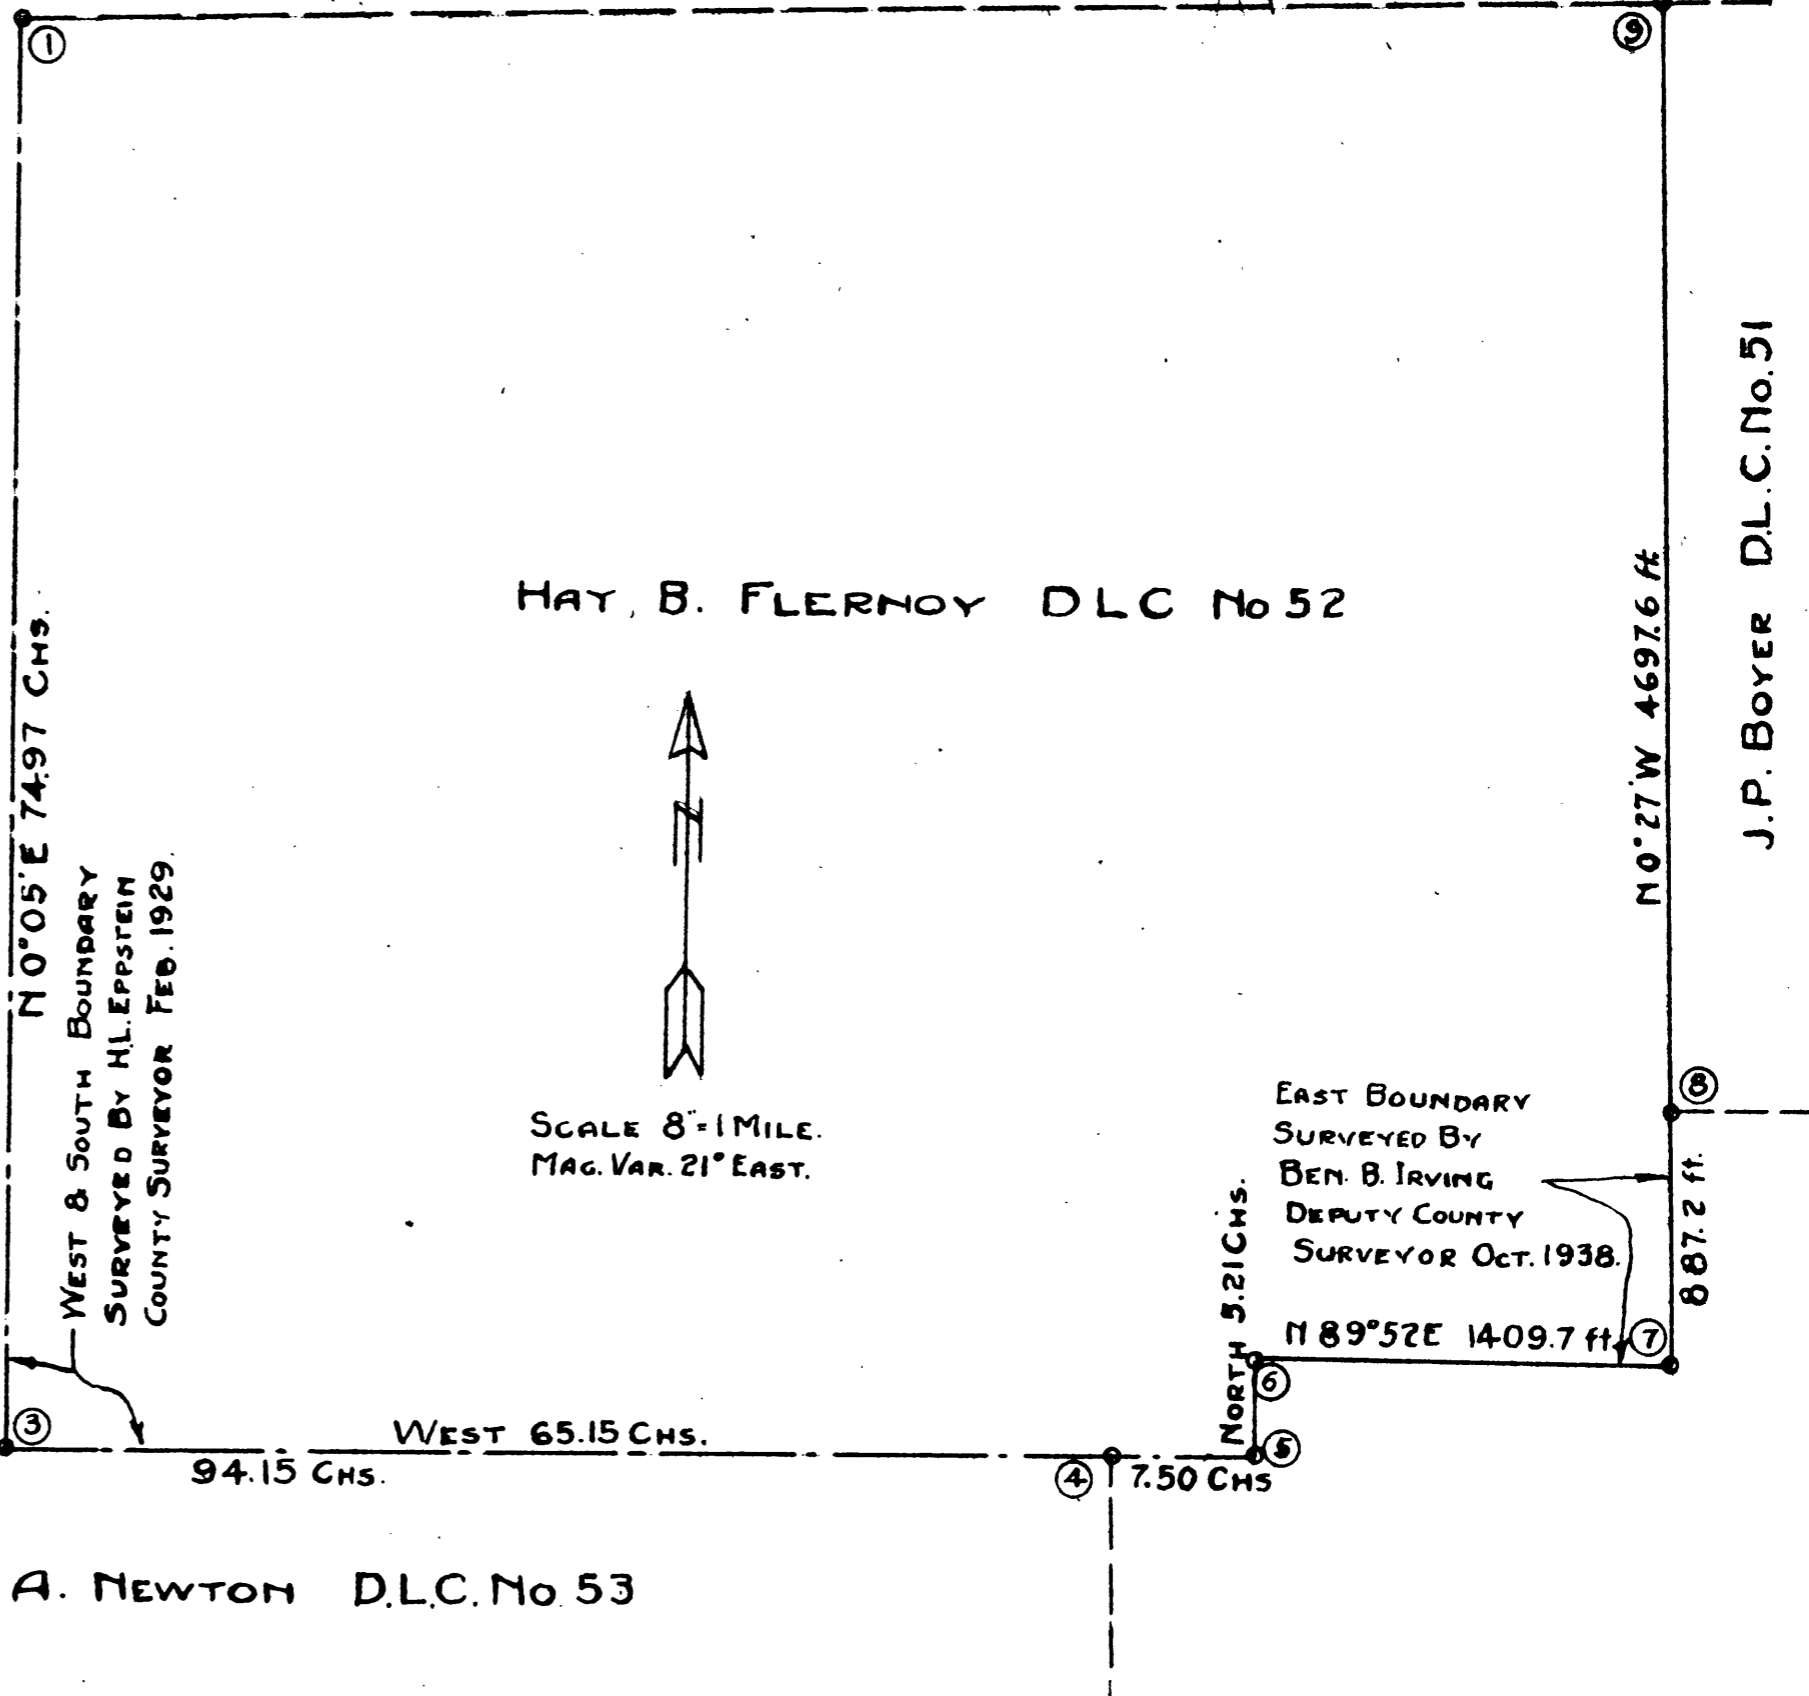 ①
⑨
HAY, B. FLERNOY DLC No 52
J.P. BOYER D.L.C. No. 51
N 0°27'W 4697.6 ft.
N 0°05'E 74.97 CHS.
WEST & SOUTH BOUNDARY
SURVEYED BY H.L. EPPSTEIN
COUNTY SURVEYOR FEB. 1929.
N
SCALE 8"=1 MILE.
MAG. VAR. 21° EAST.
EAST BOUNDARY
SURVEYED BY
BEN. B. IRVING
DEPUTY COUNTY
SURVEYOR OCT. 1938.
⑧
887.2 ft.
N 89°52E 1409.7 ft.
⑦
NORTH 5.21 CHS.
⑥
⑤
③
WEST 65.15 CHS.
94.15 CHS.
④
7.50 CHS
A. NEWTON D.L.C. No. 53